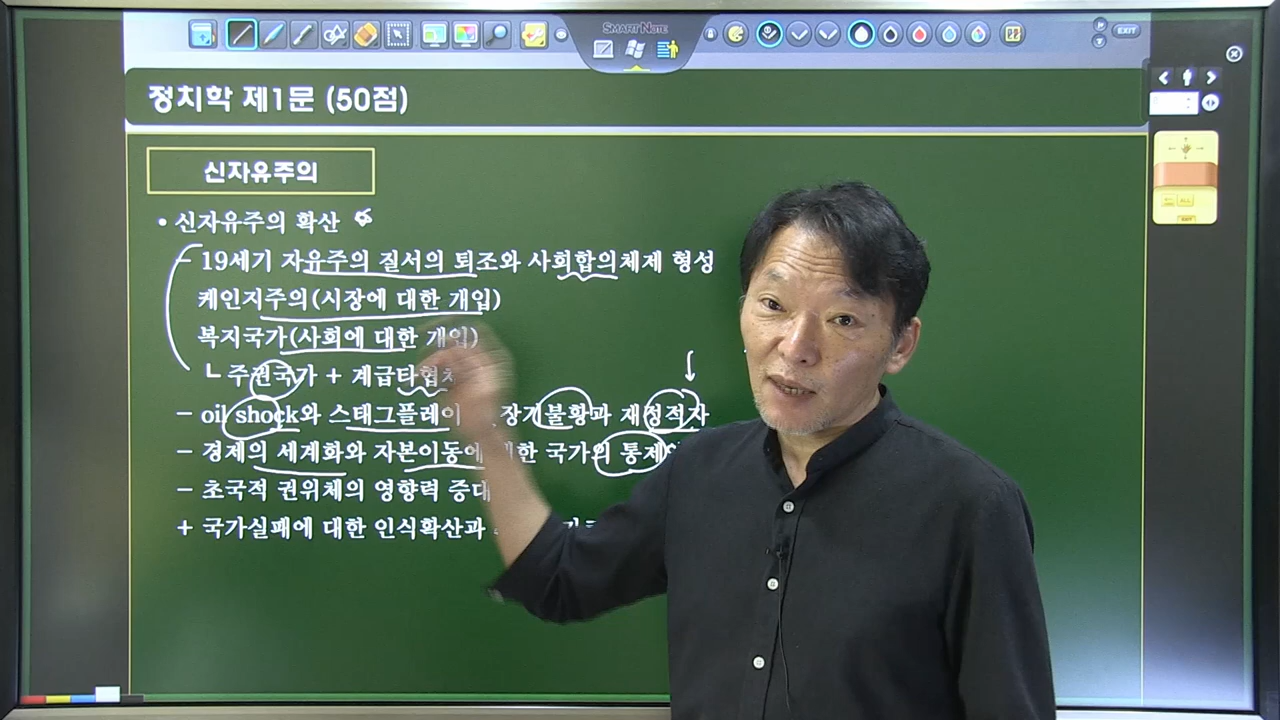 SMART NOTE
EXIT
정치학 제1문 (50점)
신자유주의
• 신자유주의 확산
- 19세기 자유주의 질서의 퇴조와 사회합의체제 형성
케인지주의(시장에 대한 개입)
복지국가(사회에 대한 개입)
┗ 주권국가 + 계급타협
- oil shock와 스태그플레이 장기불황과 재정적자
- 경제의 세계화와 자본이동에 국가의 통제
- 초국적 권위체의 영향력 증대
+ 국가실패에 대한 인식확산과
ALL
EXIT